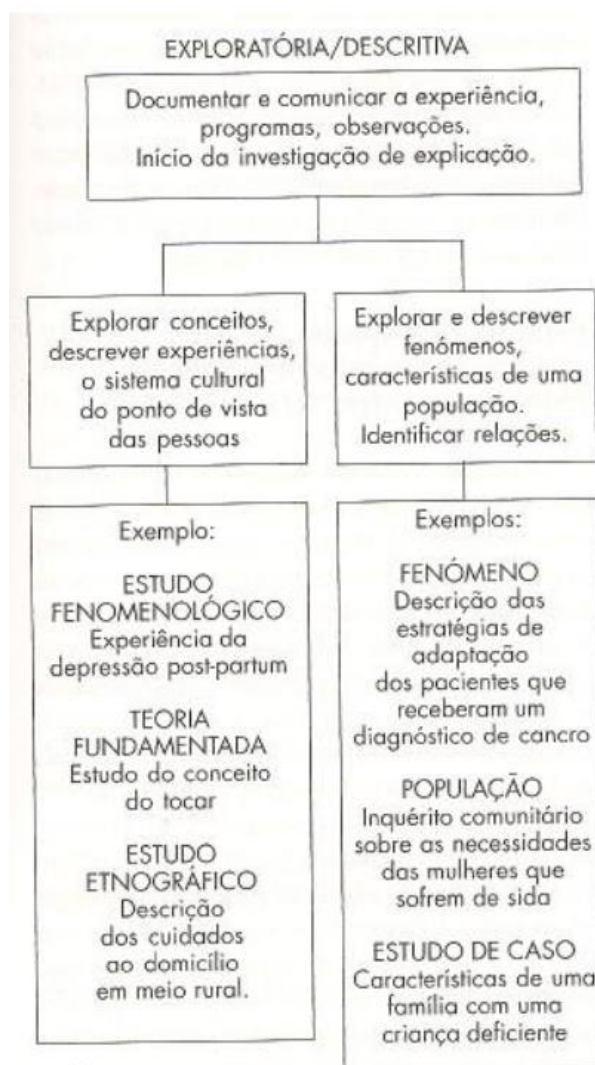 EXPLORATÓRIA/DESCRITIVA
Documentar e comunicar a experiência,
programas, observações.
Início da investigação de explicação.
Explorar conceitos,
descrever experiências,
o sistema cultural
do ponto de vista
das pessoas
Exemplo:
ESTUDO
FENOMENOLÓGICO
Experiência da
depressão post-partum
TEORIA
FUNDAMENTADA
Estudo do conceito
do tocar
ESTUDO
ETNOGRÁFICO
Descrição
dos cuidados
ao domicílio
em meio rural.
Explorar e descrever
fenómenos,
características de uma
população.
Identificar relações.
Exemplos:
FENÓMENO
Descrição das
estratégias de
adaptação
dos pacientes que
receberam um
diagnóstico de cancro
POPULAÇÃO
Inquérito comunitário
sobre as necessidades
das mulheres que
sofrem de sida
ESTUDO DE CASO
Características de uma
família com uma
criança deficiente